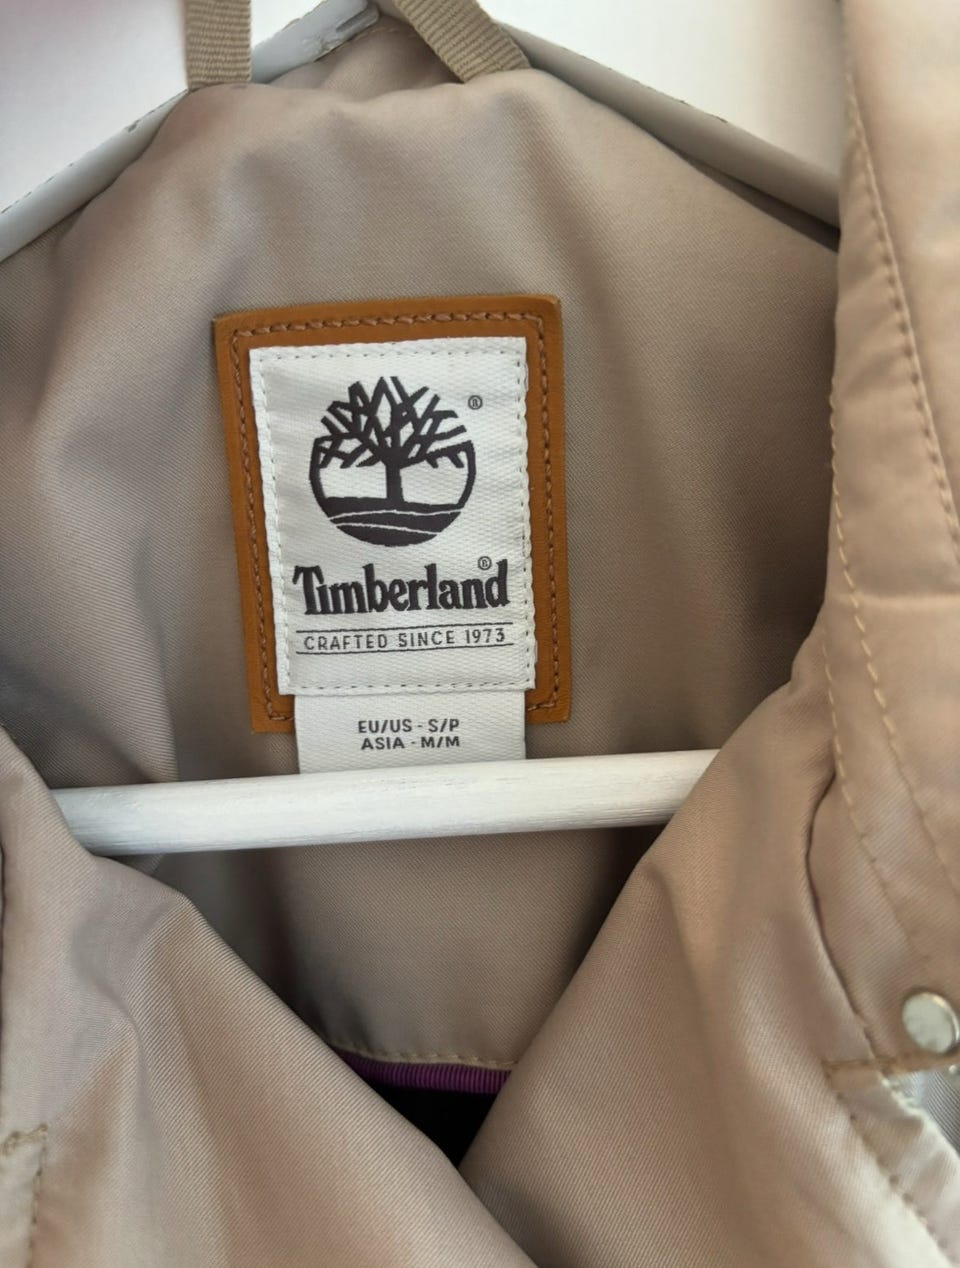 ®
Timberland®
CRAFTED SINCE 1973
EU/US - S/P
ASIA - M/M